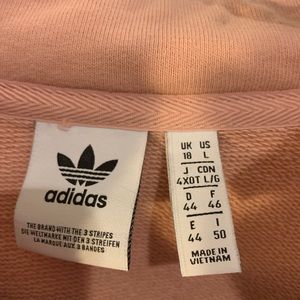 adidas
THE BRAND WITH THE 3 STRIPES
DIE WELTMARKE MIT DEN 3 STREIFEN
LA MARQUE AUX 3 BANDES
UK US
18 L
J CDN
4XOT L/G
D F
44 46
E I
44 50
MADE IN
VIETNAM